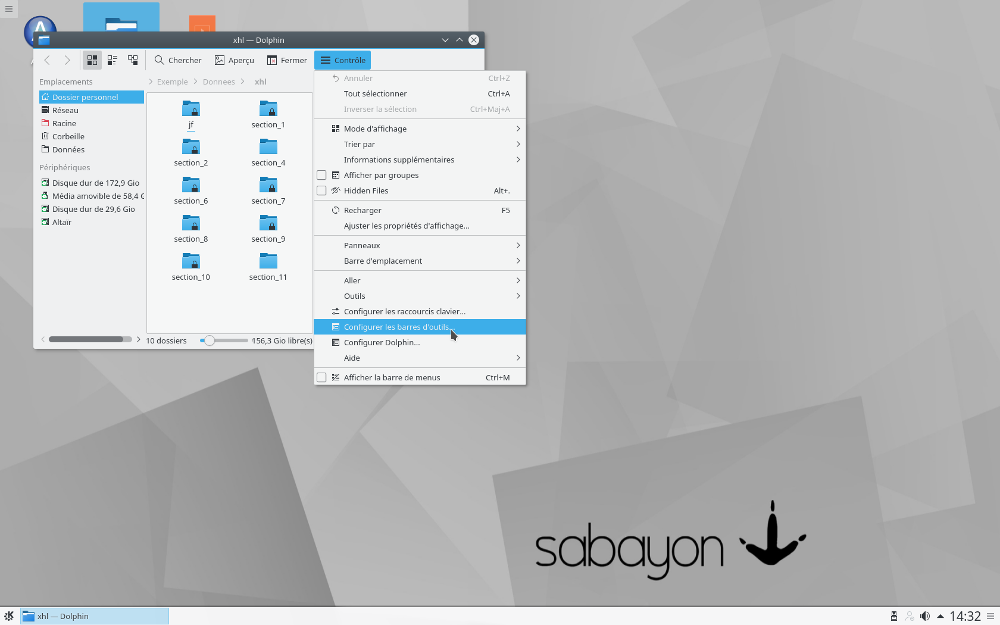 xhl — Dolphin
Chercher
Aperçu
Fermer
Contrôle
Emplacements
Dossier personnel
Réseau
Racine
Corbeille
Données
Périphériques
Disque dur de 172,9 Gio
Média amovible de 58,4 G
Disque dur de 29,6 Gio
Altaïr
Exemple
Donnees
xhl
jf
section_1
section_2
section_4
section_6
section_7
section_8
section_9
section_10
section_11
10 dossiers
156,3 Gio libre(s)
Annuler Ctrl+Z
Tout sélectionner Ctrl+A
Inverser la sélection Ctrl+Maj+A
Mode d'affichage
Trier par
Informations supplémentaires
Afficher par groupes
Hidden Files Alt+.
Recharger F5
Ajuster les propriétés d'affichage...
Panneaux
Barre d'emplacement
Aller
Outils
Configurer les raccourcis clavier...
Configurer les barres d'outils...
Configurer Dolphin...
Aide
Afficher la barre de menus Ctrl+M
sabayon
xhl — Dolphin
14:32